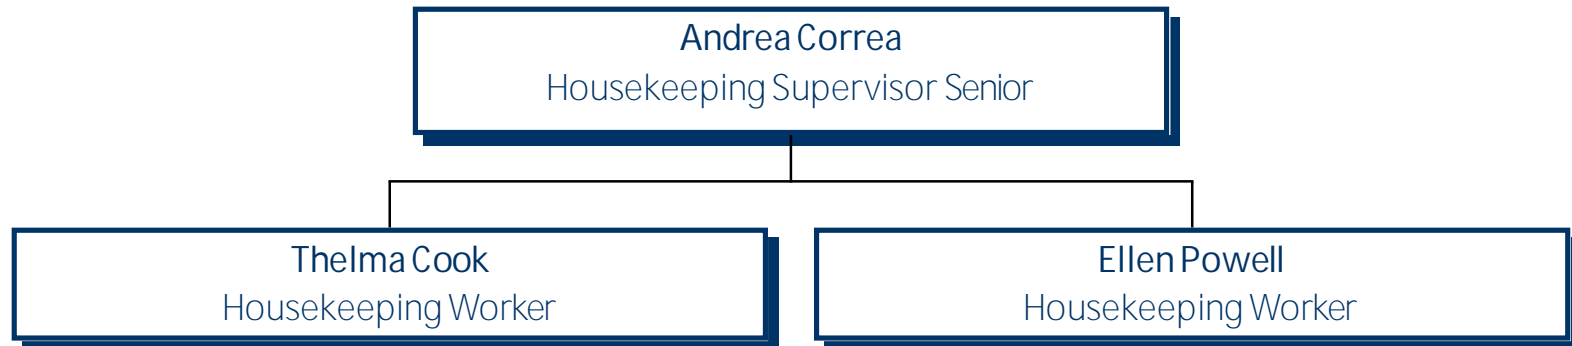 Andrea Correa
Housekeeping Supervisor Senior
Thelma Cook
Housekeeping Worker
Ellen Powell
Housekeeping Worker